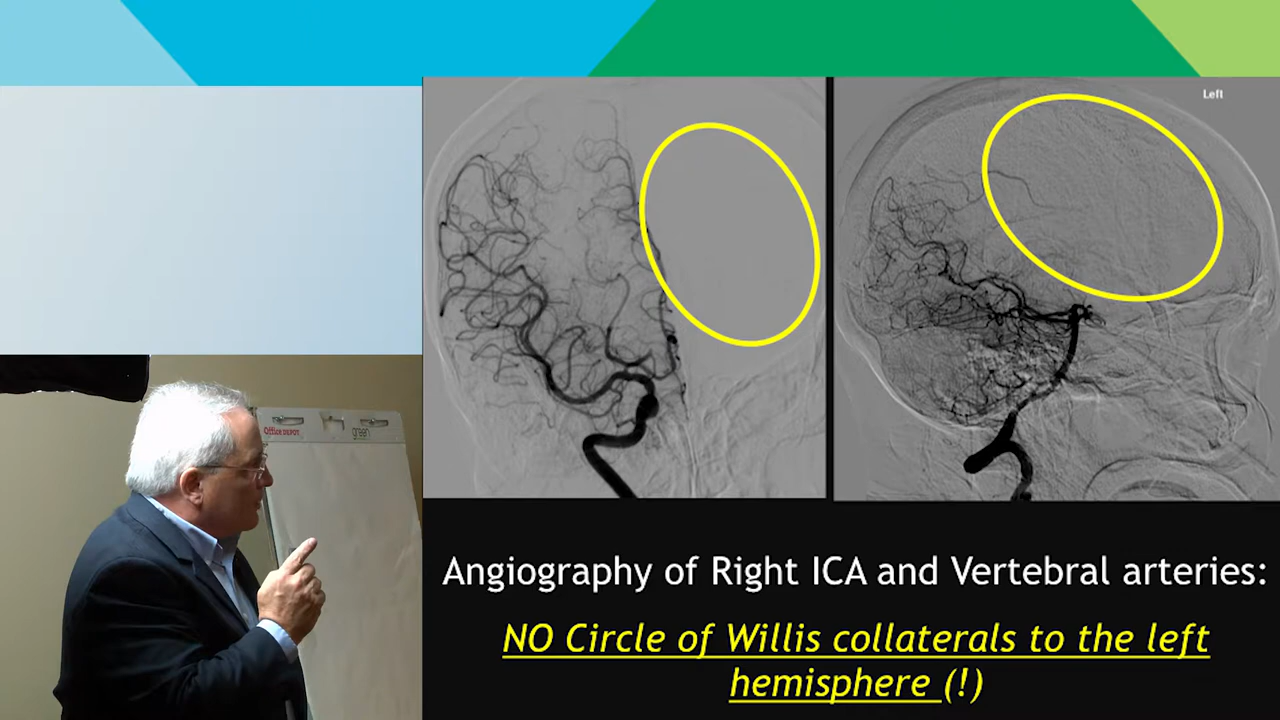 Left
Office DEPOT
green
Angiography of Right ICA and Vertebral arteries:
NO Circle of Willis collaterals to the left
hemisphere (!)